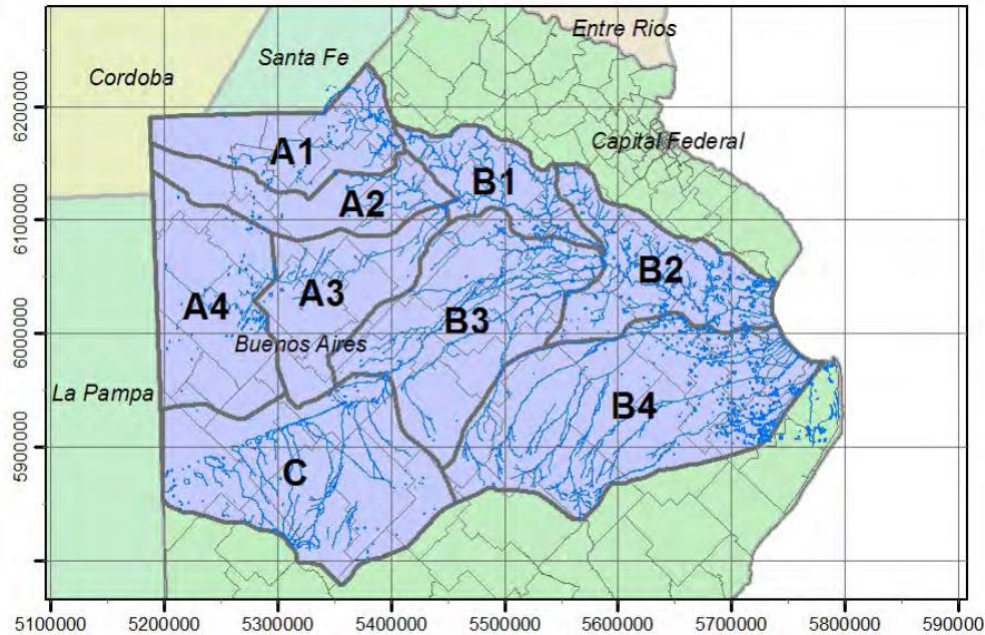 Entre Rios
Santa Fe
Cordoba
Capital Federal
A1
A2
B1
B2
A3
A4
B3
Buenos Aires
La Pampa
B4
C
6200000
6100000
6000000
5900000
5100000 5200000 5300000 5400000 5500000 5600000 5700000 5800000 590000